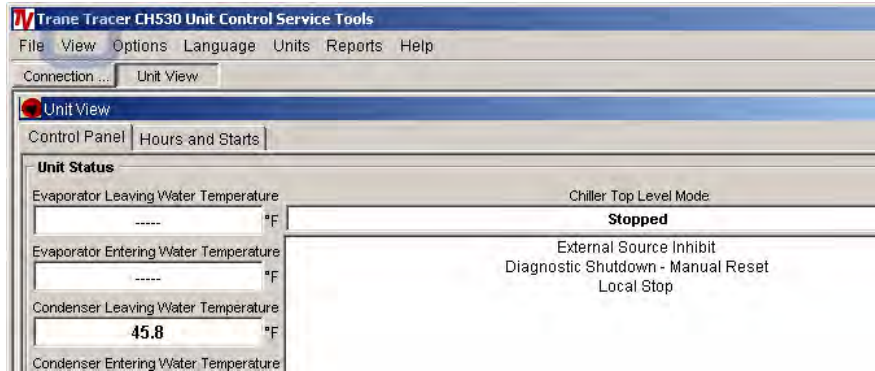 Trane Tracer CH530 Unit Control Service Tools
File View Options Language Units Reports Help
Connection ... Unit View
Unit View
Control Panel Hours and Starts
Unit Status
Evaporator Leaving Water Temperature
----- °F
Evaporator Entering Water Temperature
----- °F
Condenser Leaving Water Temperature
45.8 °F
Condenser Entering Water Temperature
Chiller Top Level Mode
Stopped
External Source Inhibit
Diagnostic Shutdown - Manual Reset
Local Stop